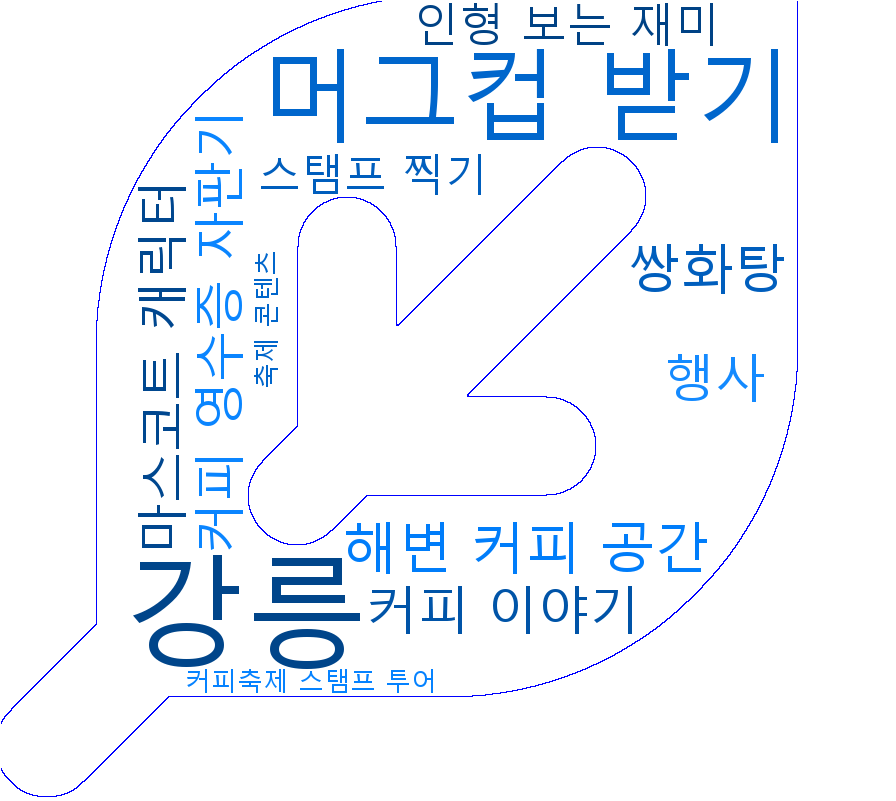 인형 보는 재미
머그컵 받기
스탬프 찍기
마스코트 캐릭터
커피 영수증 자판기
축제 콘텐츠
쌍화탕
행사
해변 커피 공간
강릉
커피 이야기
커피축제 스탬프 투어